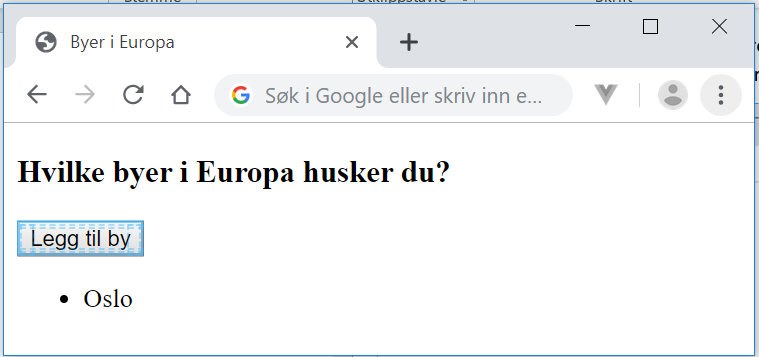 Byer i Europa
Søk i Google eller skriv inn e...
Hvilke byer i Europa husker du?
Legg til by
• Oslo